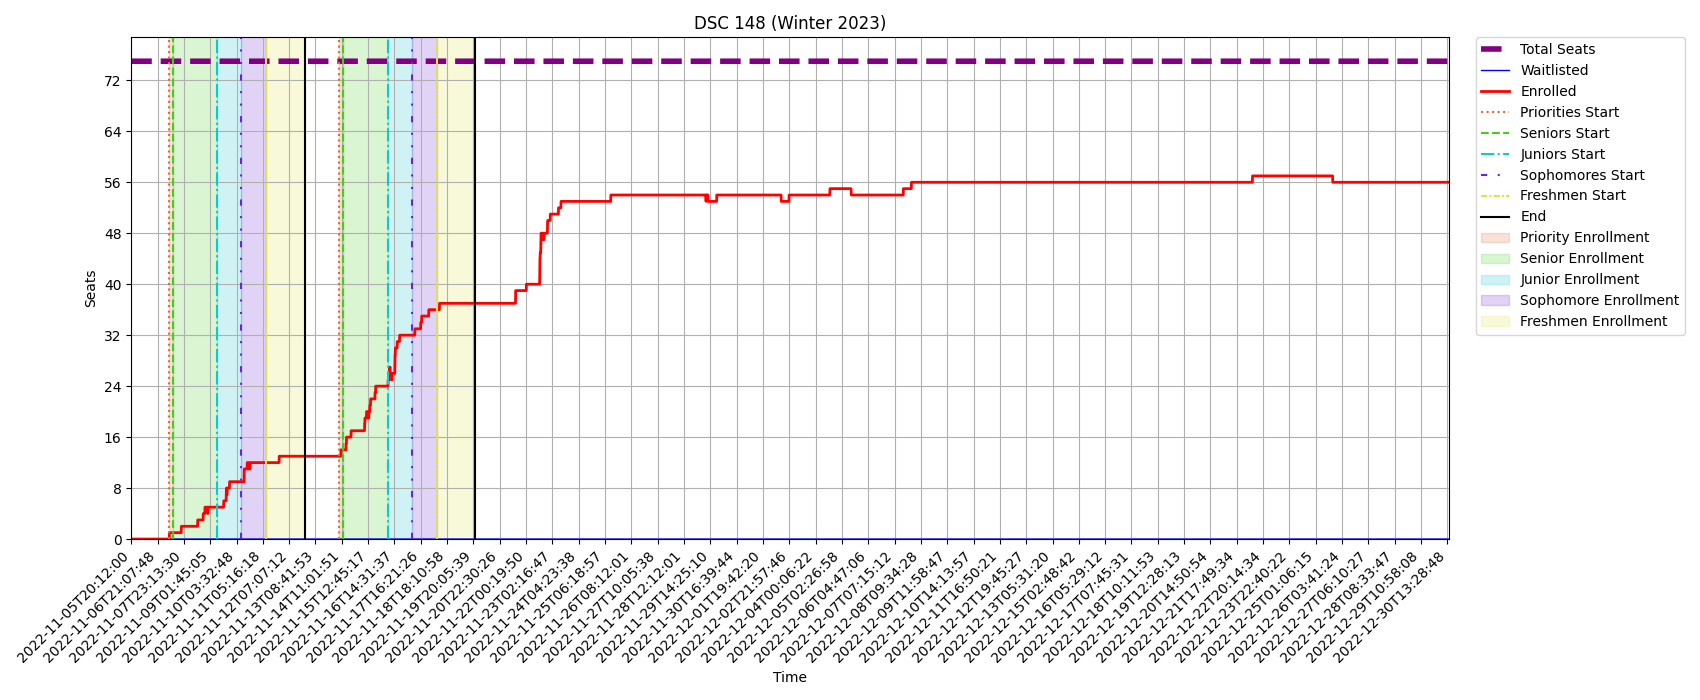 DSC 148 (Winter 2023)
Total Seats
Waitlisted
Enrolled
Priorities Start
Seniors Start
Juniors Start
Sophomores Start
Freshmen Start
End
Priority Enrollment
Senior Enrollment
Junior Enrollment
Sophomore Enrollment
Freshmen Enrollment
Seats
72
64
56
48
40
32
24
16
8
0
2022-11-05T20:12:00
2022-11-06T21:07:48
2022-11-07T23:13:30
2022-11-09T01:45:05
2022-11-10T03:32:48
2022-11-11T05:16:18
2022-11-12T07:07:12
2022-11-13T08:41:53
2022-11-14T11:01:51
2022-11-15T12:45:17
2022-11-16T14:31:37
2022-11-17T16:21:26
2022-11-18T18:10:58
2022-11-19T20:05:39
2022-11-20T22:30:26
2022-11-22T00:19:50
2022-11-23T02:16:47
2022-11-24T04:23:38
2022-11-25T06:18:57
2022-11-26T08:12:01
2022-11-27T10:05:38
2022-11-28T12:12:01
2022-11-29T14:25:10
2022-11-30T16:39:44
2022-12-01T19:42:20
2022-12-02T21:57:46
2022-12-04T00:06:22
2022-12-05T02:26:58
2022-12-06T04:47:06
2022-12-07T07:15:12
2022-12-08T09:34:28
2022-12-09T11:58:47
2022-12-10T14:13:57
2022-12-11T16:50:21
2022-12-12T19:45:27
2022-12-13T05:31:20
2022-12-15T02:48:42
2022-12-16T05:29:12
2022-12-17T07:45:31
2022-12-18T10:11:53
2022-12-19T12:28:13
2022-12-20T14:50:54
2022-12-21T17:49:34
2022-12-22T20:14:34
2022-12-23T22:40:22
2022-12-25T01:06:15
2022-12-26T03:41:24
2022-12-27T06:10:27
2022-12-28T08:33:47
2022-12-29T10:58:08
2022-12-30T13:28:48
Time